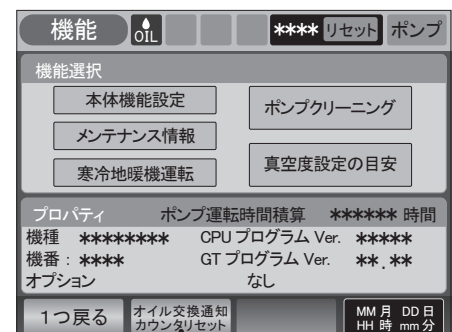 機能 OIL **** リセット ポンプ
機能選択
本体機能設定 ポンプクリーニング
メンテナンス情報
寒冷地暖機運転 真空度設定の目安
プロパティ ポンプ運転時間積算 ****** 時間
機種 ******** CPU プログラム Ver. *****
機番 : **** GT プログラム Ver. **.**
オプション なし
1つ戻る オイル交換通知 MM 月 DD 日
カウンタリセット HH 時 mm 分